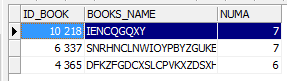 ID_BOOK BOOKS_NAME NUMA
10 218 IENCQGQXY 7
6 337 SNRHNCLNWIOYPBYZGUKE 7
4 365 DFKZFGDCXSLCPVKXZDSXH 6